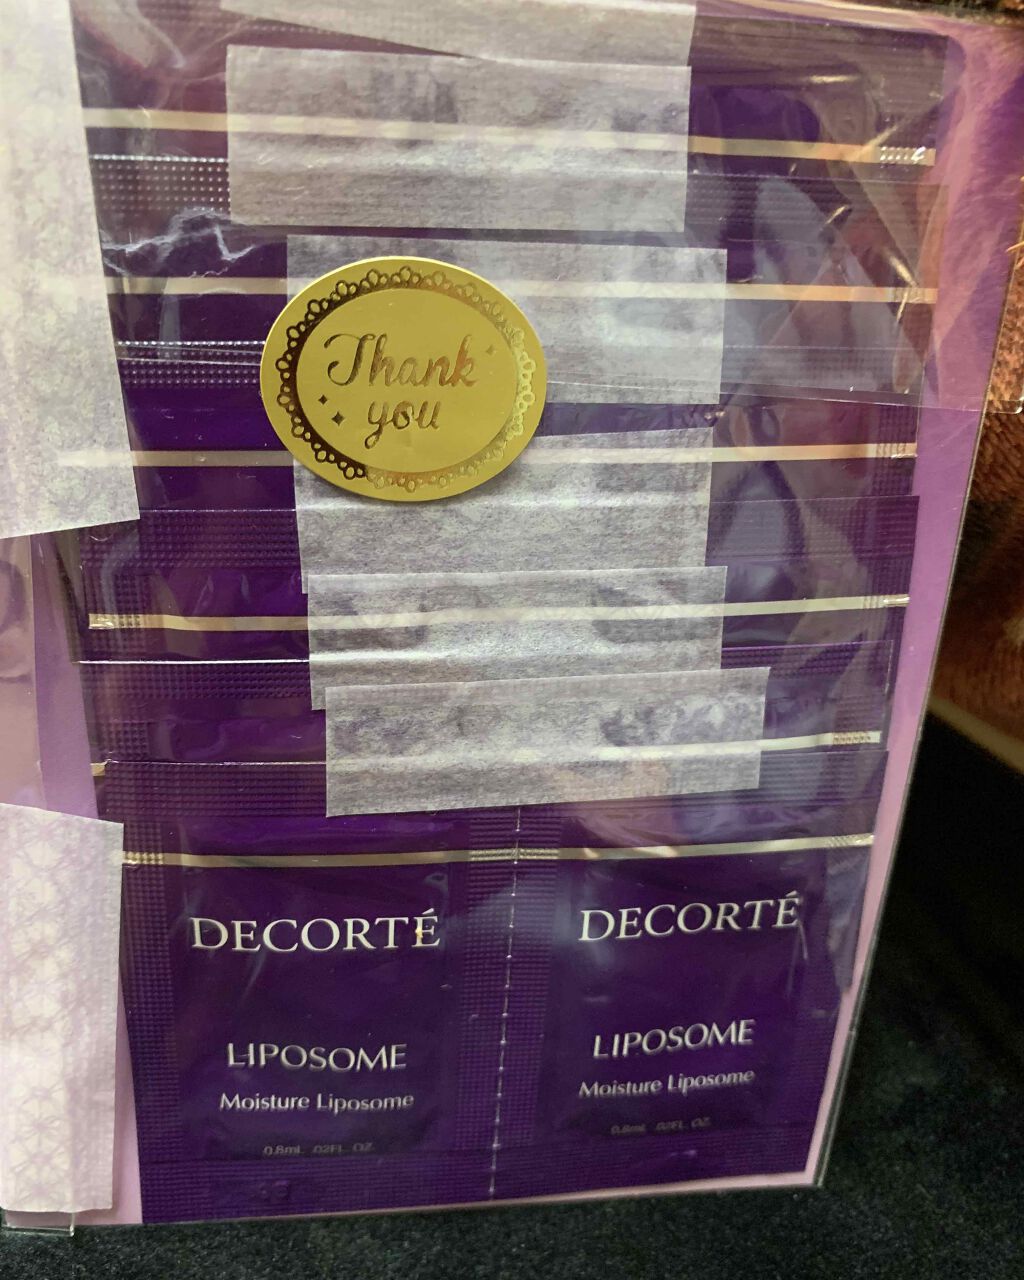 Thank
you
DECORTÉ
LIPOSOME
Moisture Liposome
0.8mL .02FL. OZ.
DECORTÉ
LIPOSOME
Moisture Liposome
0.8mL .02FL. OZ.